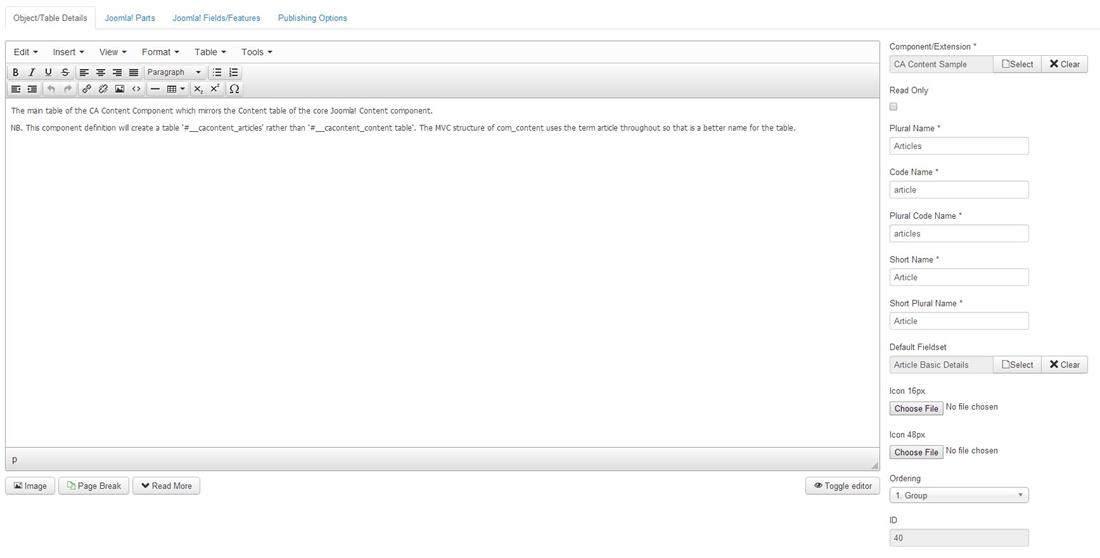 Object/Table Details Joomla! Parts Joomla! Fields/Features Publishing Options
Edit Insert View Format Table Tools
B I U S Paragraph
X₂ X² Ω
The main table of the CA Content Component which mirrors the Content table of the core Joomla! Content component.
NB. This component definition will create a table '#__cacontent_articles' rather than '#__cacontent_content table'. The MVC structure of com_content uses the term article throughout so that is a better name for the table.
p
Image Page Break Read More Toggle editor
Component/Extension *
CA Content Sample Select Clear
Read Only
Plural Name *
Articles
Code Name *
article
Plural Code Name *
articles
Short Name *
Article
Short Plural Name *
Article
Default Fieldset
Article Basic Details Select Clear
Icon 16px
Choose File No file chosen
Icon 48px
Choose File No file chosen
Ordering
1. Group
ID
40